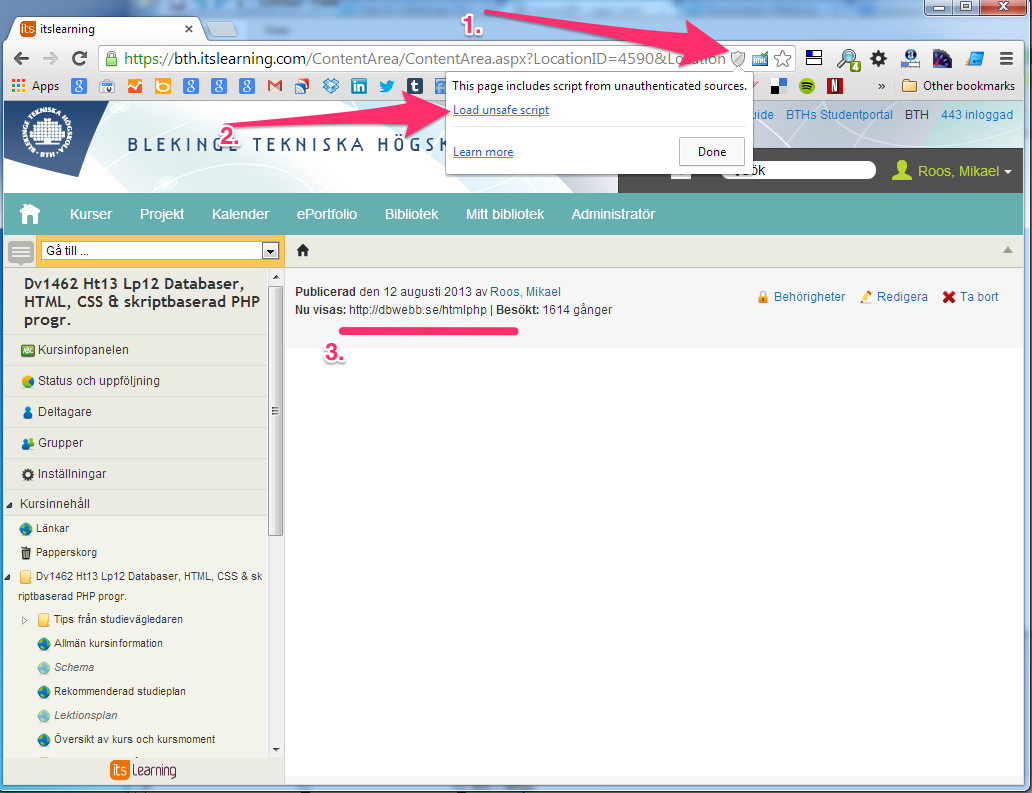 1.
its itslearning
https://bth.itslearning.com/ContentArea/ContentArea.aspx?LocationID=4590&Location
Apps
Other bookmarks
This page includes script from unauthenticated sources.
2.
Load unsafe script
Learn more
Done
BLEKINGE TEKNISKA HÖGSK
BTH
uide BTHs Studentportal BTH 443 inloggad
Sök
Roos, Mikael
Kurser Projekt Kalender ePortfolio Bibliotek Mitt bibliotek Administratör
Gå till ...
Dv1462 Ht13 Lp12 Databaser,
HTML, CSS & skriptbaserad PHP
progr.
Publicerad den 12 augusti 2013 av Roos, Mikael
Nu visas: http://dbwebb.se/htmlphp | Besökt: 1614 gånger
Behörigheter Redigera Ta bort
3.
Kursinfopanelen
Status och uppföljning
Deltagare
Grupper
Inställningar
Kursinnehåll
Länkar
Papperskorg
Dv1462 Ht13 Lp12 Databaser, HTML, CSS & sk
riptbaserad PHP progr.
Tips från studievägledaren
Allmän kursinformation
Schema
Rekommenderad studieplan
Lektionsplan
Översikt av kurs och kursmoment
its learning